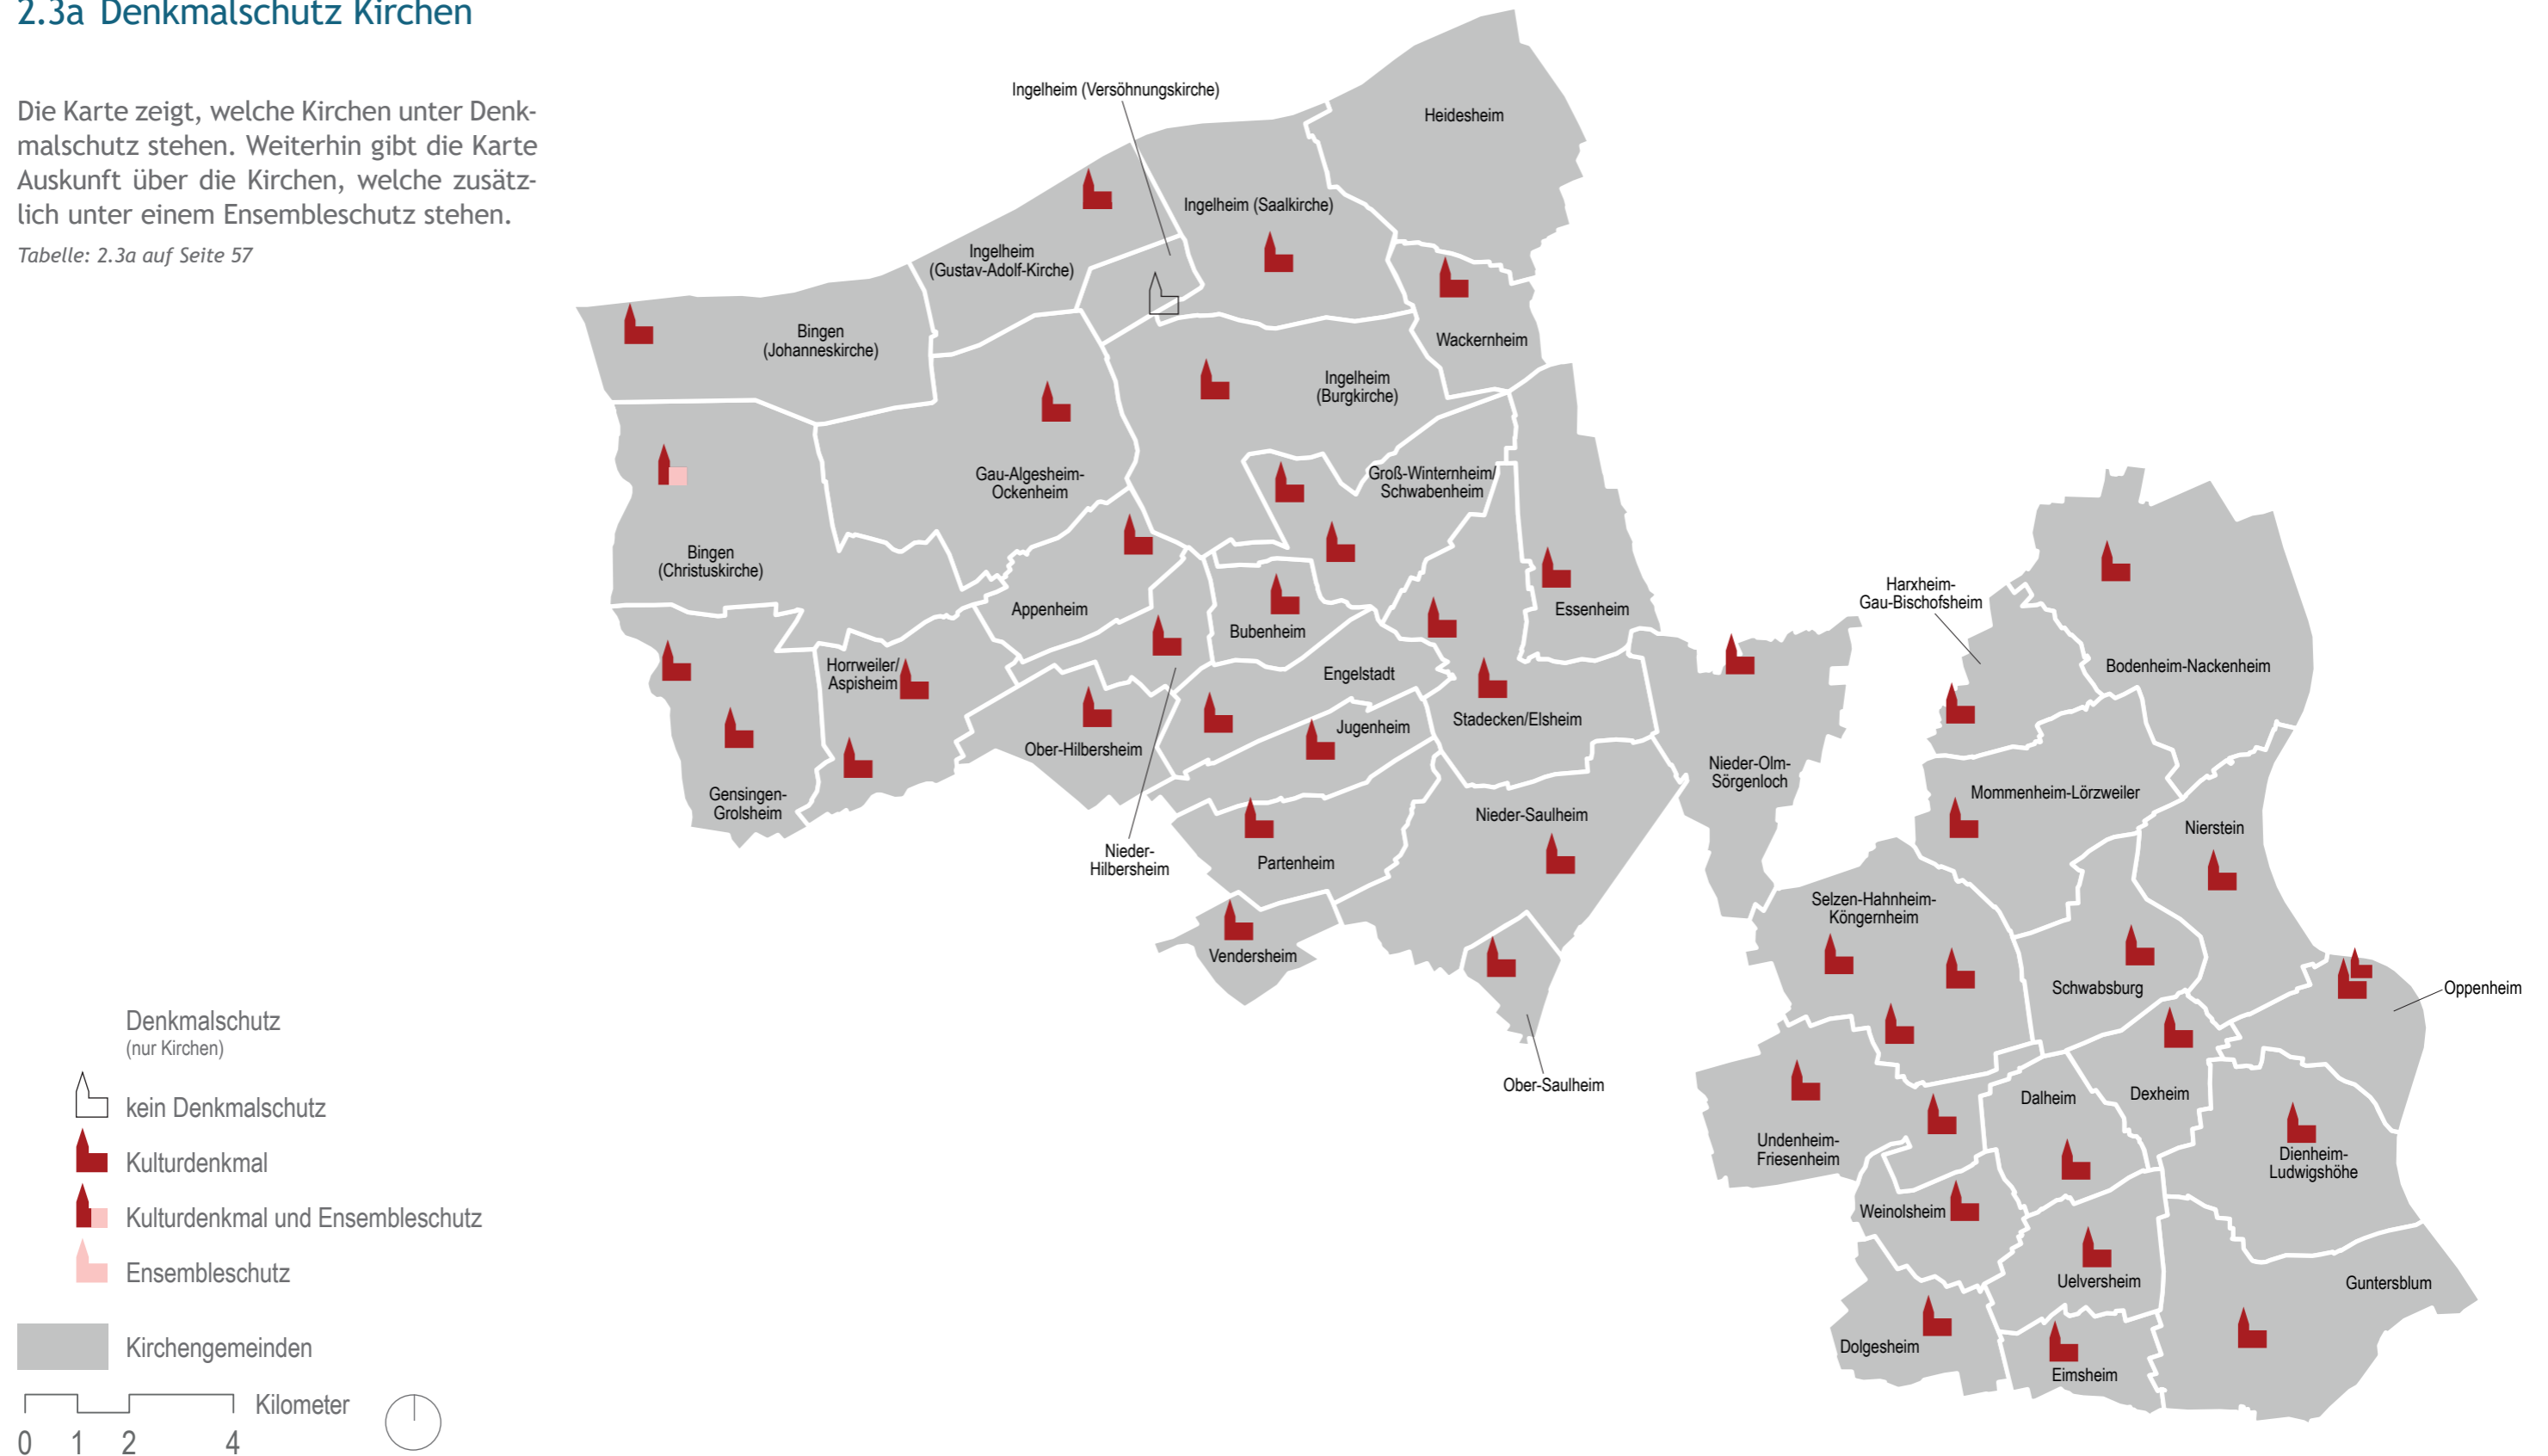 2.3a Denkmalschutz Kirchen
Die Karte zeigt, welche Kirchen unter Denk-
malschutz stehen. Weiterhin gibt die Karte
Auskunft über die Kirchen, welche zusätz-
lich unter einem Ensembleschutz stehen.
Tabelle: 2.3a auf Seite 57
Ingelheim (Versöhnungskirche)
Heidesheim
Ingelheim (Saalkirche)
Ingelheim
(Gustav-Adolf-Kirche)
Bingen
(Johanneskirche)
Wackernheim
Ingelheim
(Burgkirche)
Gau-Algesheim-
Ockenheim
Groß-Winternheim/
Schwabenheim
Bingen
(Christuskirche)
Appenheim
Bubenheim
Essenheim
Harxheim-
Gau-Bischofsheim
Bodenheim-Nackenheim
Horrweiler/
Aspisheim
Engelstadt
Stadecken/Elsheim
Jugenheim
Ober-Hilbersheim
Nieder-Olm-
Sörgenloch
Mommenheim-Lörzweiler
Gensingen-
Grolsheim
Nieder-Saulheim
Nierstein
Nieder-
Hilbersheim
Partenheim
Selzen-Hahnheim-
Köngernheim
Vendersheim
Schwabsburg
Oppenheim
Ober-Saulheim
Dalheim
Dexheim
Undenheim-
Friesenheim
Dienheim-
Ludwigshöhe
Weinolsheim
Uelversheim
Guntersblum
Dolgesheim
Eimsheim
Denkmalschutz
(nur Kirchen)
kein Denkmalschutz
Kulturdenkmal
Kulturdenkmal und Ensembleschutz
Ensembleschutz
Kirchengemeinden
Kilometer
0 1 2 4